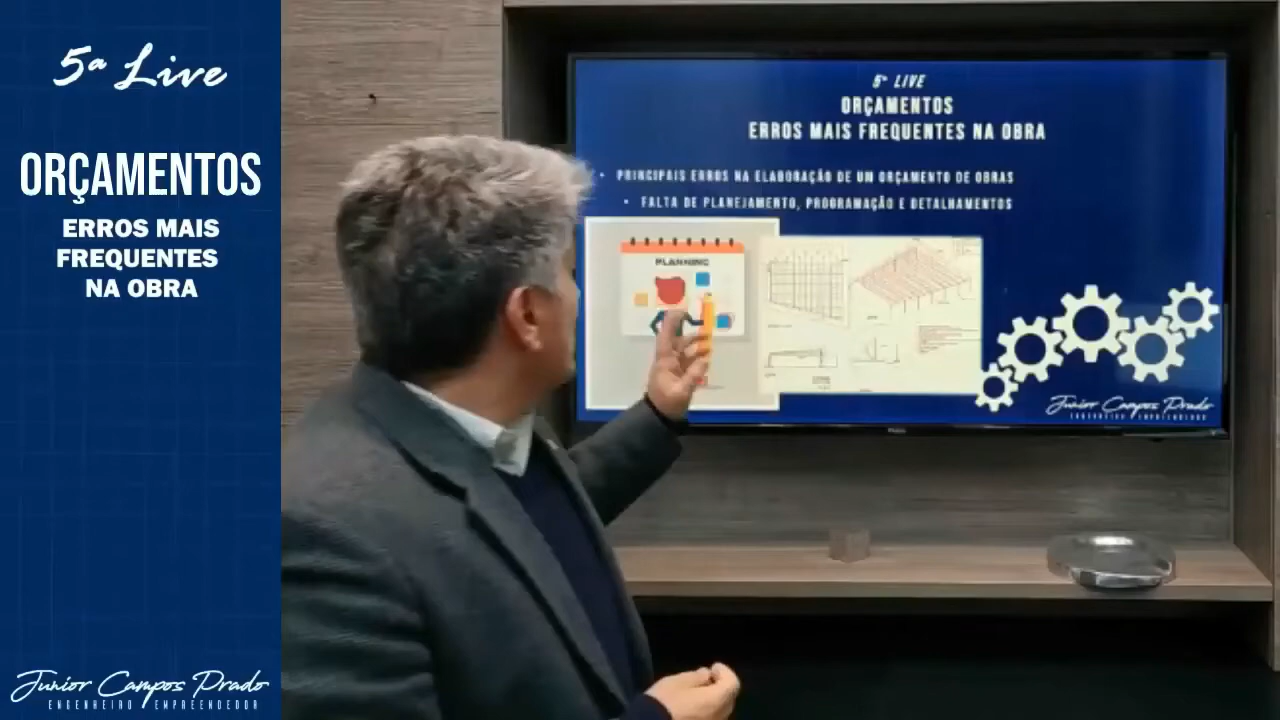 5ª Live
ORÇAMENTOS
ERROS MAIS
FREQUENTES
NA OBRA
Junior Campos Prado
ENGENHEIRO EMPREENDEDOR
5ª LIVE
ORÇAMENTOS
ERROS MAIS FREQUENTES NA OBRA
• PRINCIPAIS ERROS NA ELABORAÇÃO DE UM ORÇAMENTO DE OBRAS
• FALTA DE PLANEJAMENTO, PROGRAMAÇÃO E DETALHAMENTOS
PLANNING
Junior Campos Prado
ENGENHEIRO EMPREENDEDOR